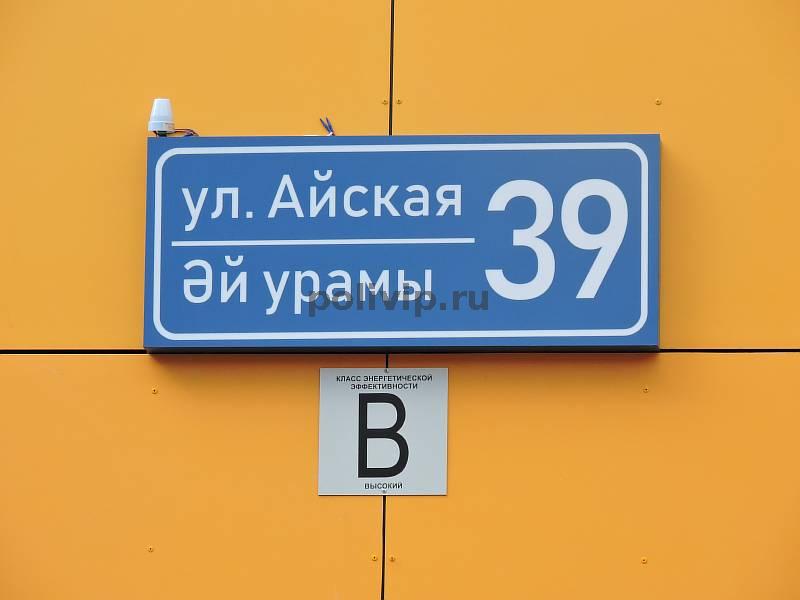 ул. Айская
Әй урамы
39
polivip.ru
КЛАСС ЭНЕРГЕТИЧЕСКОЙ
ЭФФЕКТИВНОСТИ
В
ВЫСОКИЙ